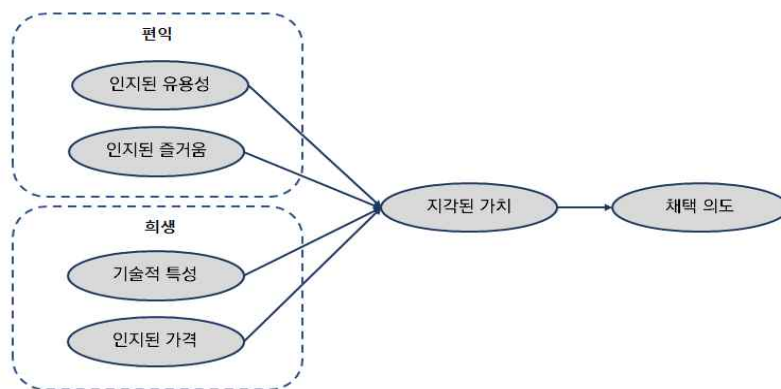 편익
인지된 유용성
인지된 즐거움
희생
기술적 특성
인지된 가격
지각된 가치
채택 의도